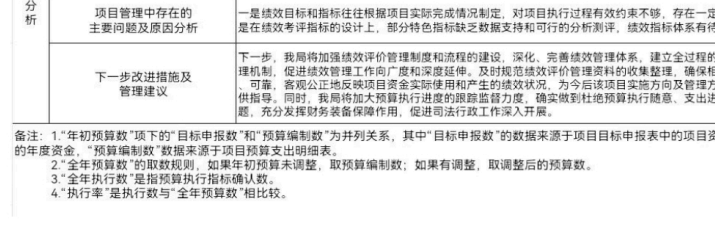 分
析
项目管理中存在的
主要问题及原因分析
一是绩效目标和指标往往根据项目实际完成情况制定，对项目执行过程有效约束不够，存在一定
是在绩效考评指标的设计上，部分特色指标缺乏数据支持和可行的分析测评，绩效指标体系有待
下一步改进措施及
管理建议
下一步，我局将加强绩效评价管理制度和流程的建设，深化、完善绩效管理体系，建立全过程的
理机制，促进绩效管理工作向广度和深度延伸。及时规范绩效评价管理资料的收集整理，确保相
、可靠，客观公正地反映项目资金实际使用和产生的绩效状况，为今后该项目实施方向及管理方
供指导。同时，我局将加大预算执行进度的跟踪监督力度，确实做到杜绝预算执行随意、支出进
题，充分发挥财务装备保障作用，促进司法行政工作深入开展。
备注：1.“年初预算数”项下的“目标申报数”和“预算编制数”为并列关系，其中“目标申报数”的数据来源于项目目标申报表中的项目资
的年度资金，“预算编制数”数据来源于项目预算支出明细表。
2.“全年预算数”的取数规则，如果年初预算未调整，取预算编制数；如果有调整，取调整后的预算数。
3.“全年执行数”是指预算执行指标确认数。
4.“执行率”是执行数与“全年预算数”相比较。